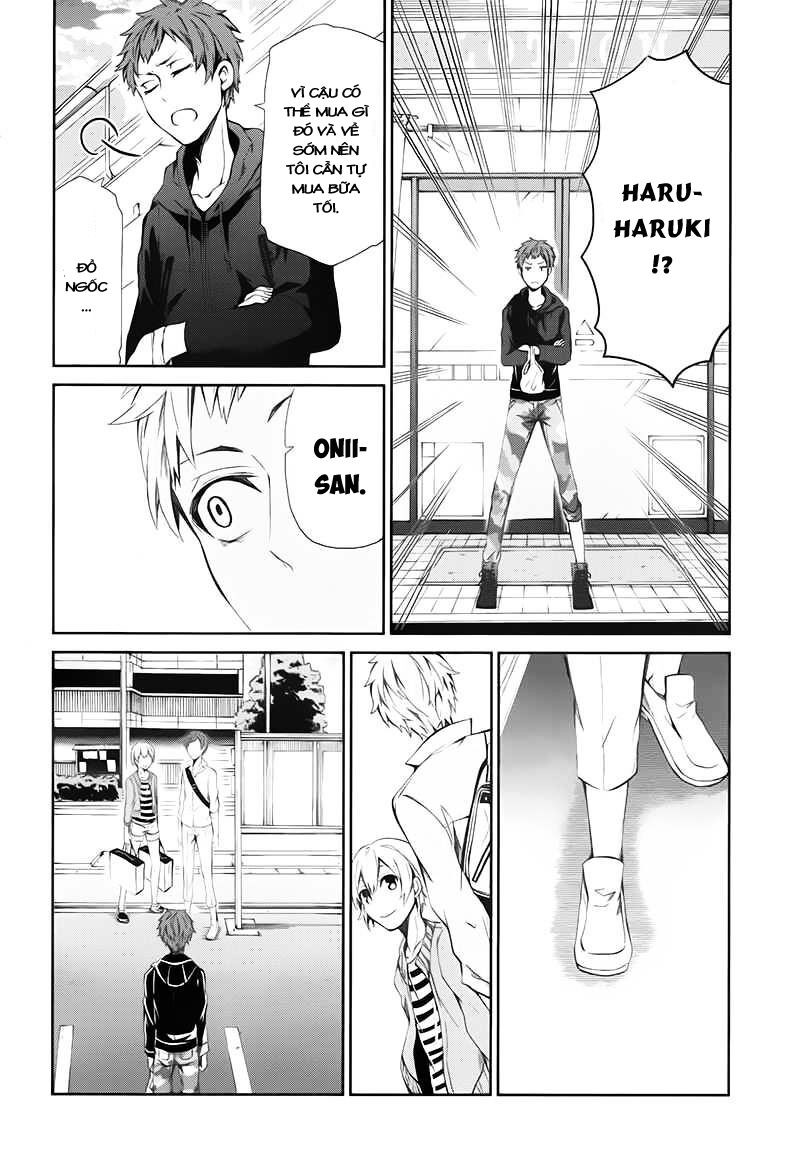 HARU-
HARUKI
!?
VÌ CẬU CÓ
THỂ MUA GÌ
ĐÓ VÀ VỀ
SỚM NÊN
TÔI CẦN TỰ
MUA BỮA
TỐI.
ĐỒ
NGỐC
...
ONII-
SAN.